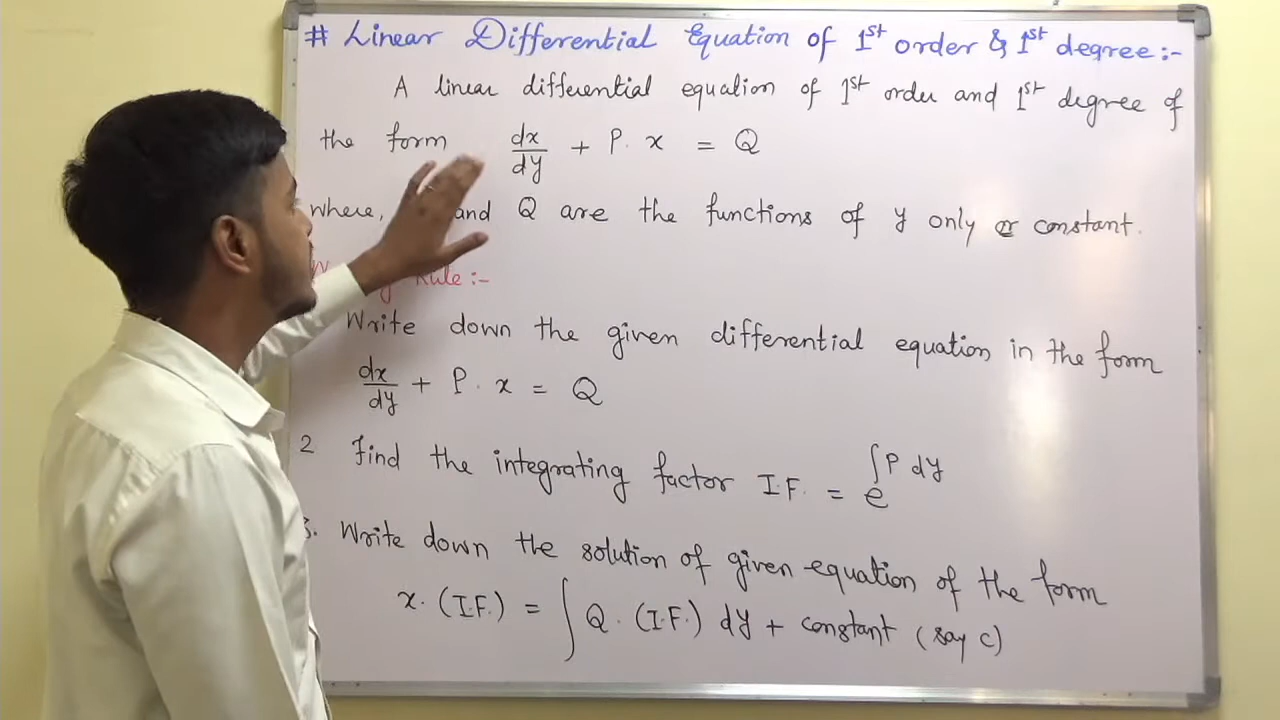 # Linear Differential Equation of 1st order & 1st degree :-
A linear differential equation of 1st order and 1st degree of
the form dx/dy + P. x = Q
where, and Q are the functions of y only or constant.
Rule :-
Write down the given differential equation in the form
dx/dy + P . x = Q
2 Find the integrating factor I.F. = e^∫P dy
3. Write down the solution of given equation of the form
x. (I.F.) = ∫ Q. (I.F.) dy + constant (say c)